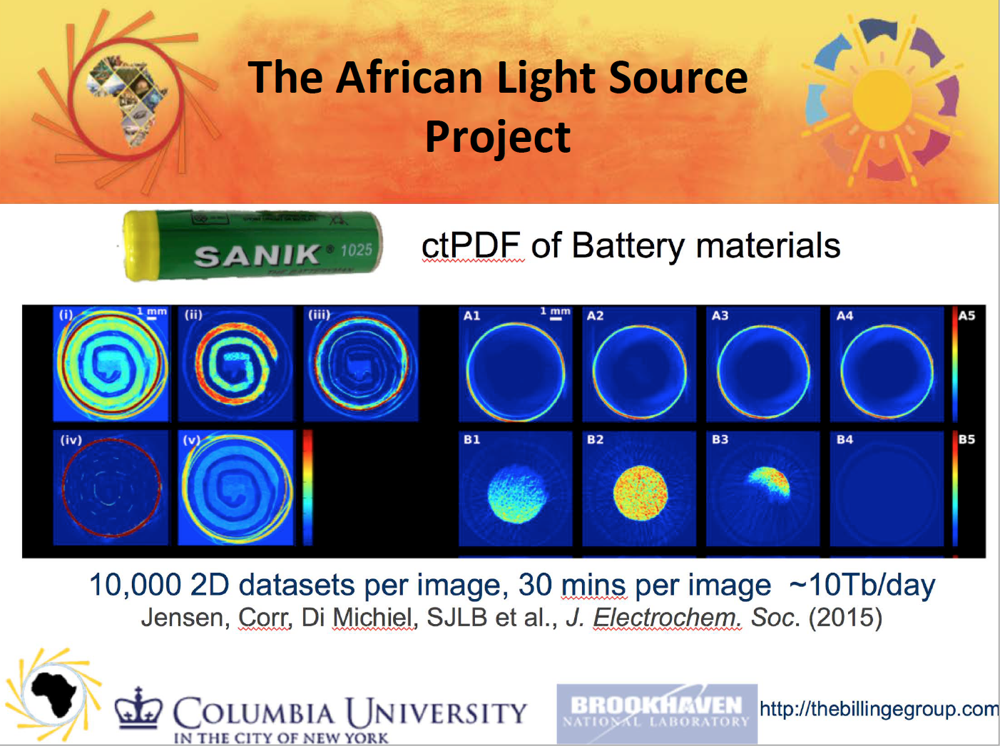 The African Light Source
Project
SANIK® 1025
THE BATTERYMAN
ctPDF of Battery materials
(i) 1 mm (ii) (iii) A1 1 mm A2 A3 A4 A5
(iv) (v) B1 B2 B3 B4 B5
10,000 2D datasets per image, 30 mins per image ~10Tb/day
Jensen, Corr, Di Michiel, SJLB et al., J. Electrochem. Soc. (2015)
COLUMBIA UNIVERSITY
IN THE CITY OF NEW YORK
BROOKHAVEN
NATIONAL LABORATORY
http://thebillingegroup.com